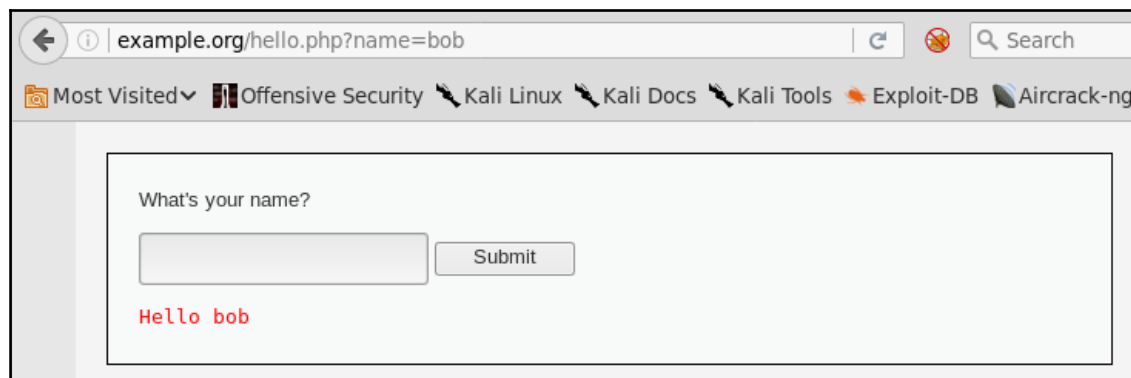 example.org/hello.php?name=bob Search
Most Visited Offensive Security Kali Linux Kali Docs Kali Tools Exploit-DB Aircrack-ng
What's your name?
Submit
Hello bob